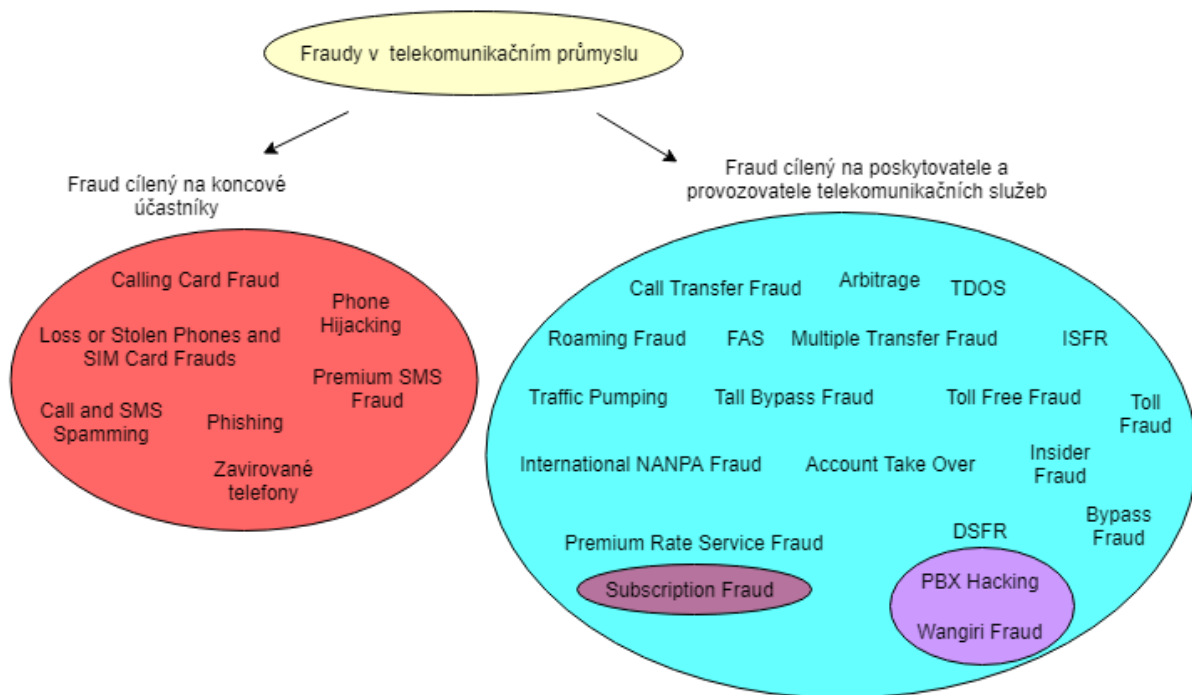 Fraudy v telekomunikačním průmyslu
Fraud cílený na koncové
účastníky
Fraud cílený na poskytovatele a
provozovatele telekomunikačních služeb
Calling Card Fraud
Phone
Hijacking
Loss or Stolen Phones and
SIM Card Frauds
Premium SMS
Fraud
Call and SMS
Spamming
Phishing
Zavirované
telefony
Call Transfer Fraud
Arbitrage
TDOS
Roaming Fraud
FAS
Multiple Transfer Fraud
ISFR
Traffic Pumping
Tall Bypass Fraud
Toll Free Fraud
Toll
Fraud
International NANPA Fraud
Account Take Over
Insider
Fraud
Bypass
Fraud
Premium Rate Service Fraud
DSFR
Subscription Fraud
PBX Hacking
Wangiri Fraud